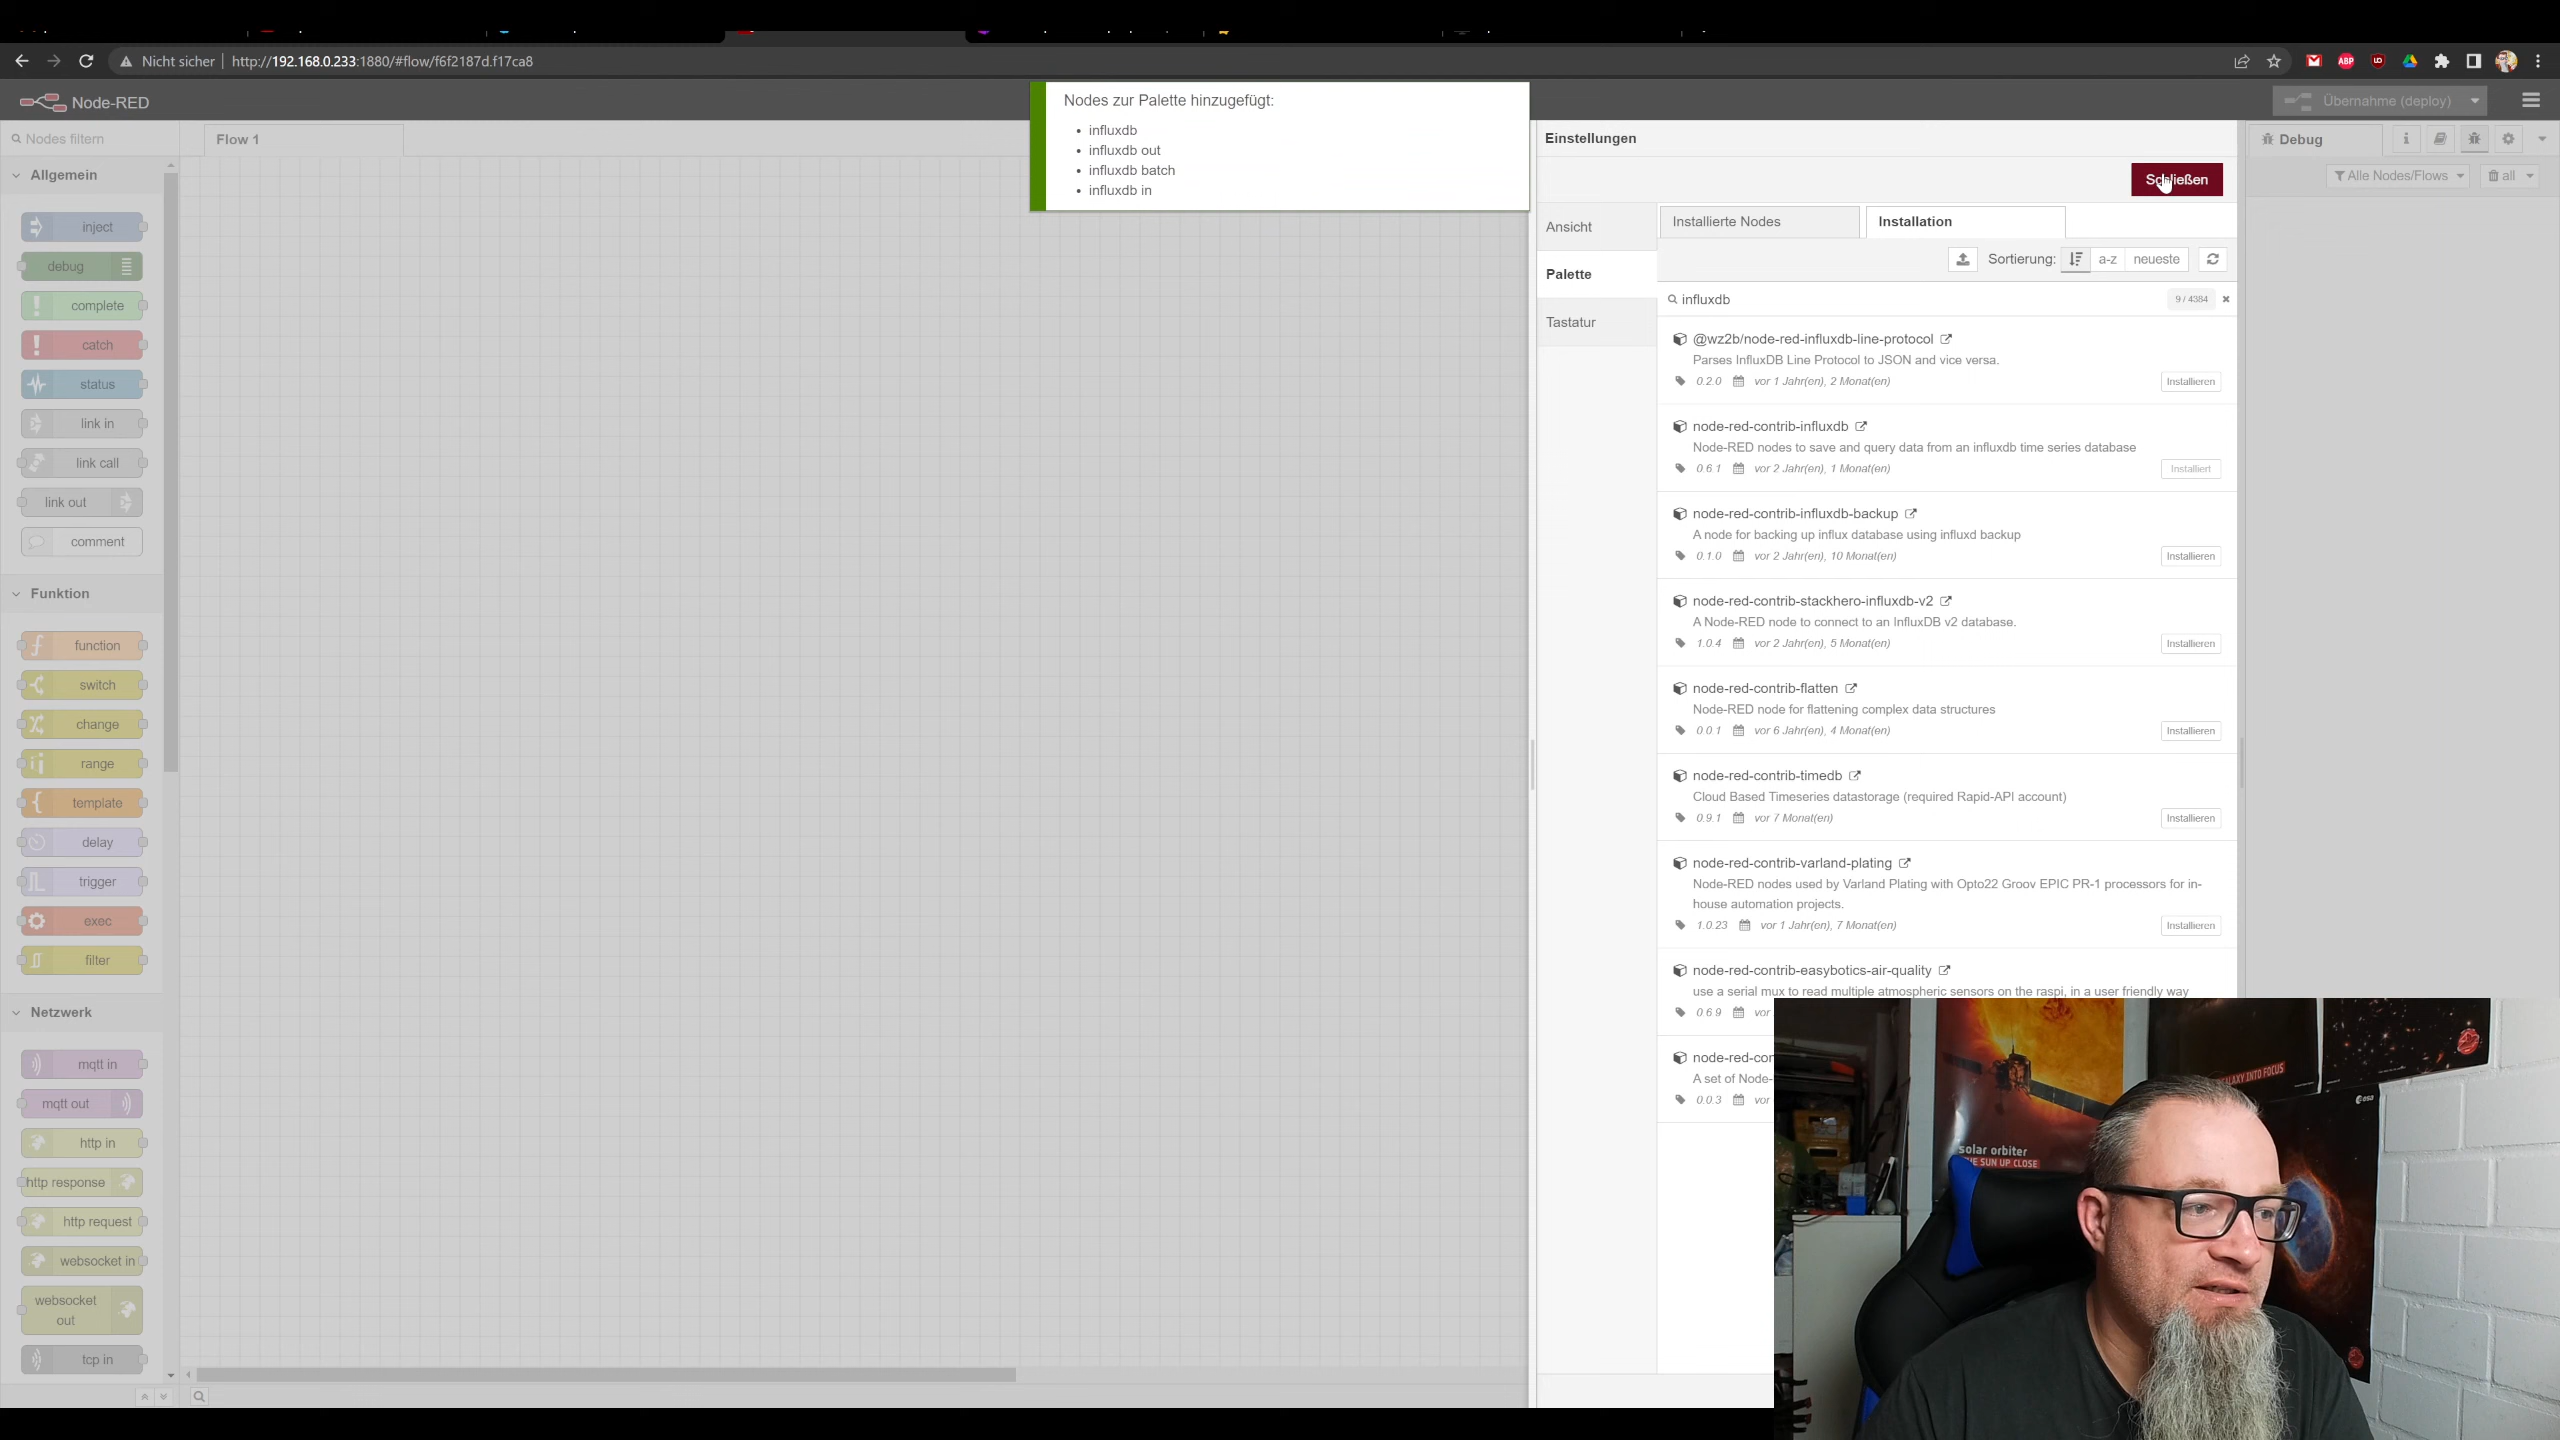 Nicht sicher http://192.168.0.233:1880/#flow/f6f2187d.f17ca8
Node-RED
Übernahme (deploy)
Nodes zur Palette hinzugefügt:
influxdb
influxdb out
influxdb batch
influxdb in
Nodes filtern
Flow 1
Allgemein
inject
debug
complete
catch
status
link in
link call
link out
comment
Funktion
function
switch
change
range
template
delay
trigger
exec
filter
Netzwerk
mqtt in
mqtt out
http in
http response
http request
websocket in
websocket
out
tcp in
Einstellungen
Schließen
Ansicht
Palette
Tastatur
Installierte Nodes
Installation
Sortierung: a-z neueste
influxdb 9 / 4384
@wz2b/node-red-influxdb-line-protocol
Parses InfluxDB Line Protocol to JSON and vice versa.
0.2.0 vor 1 Jahr(en), 2 Monat(en) Installieren
node-red-contrib-influxdb
Node-RED nodes to save and query data from an influxdb time series database
0.6.1 vor 2 Jahr(en), 1 Monat(en) Installiert
node-red-contrib-influxdb-backup
A node for backing up influx database using influxd backup
0.1.0 vor 2 Jahr(en), 10 Monat(en) Installieren
node-red-contrib-stackhero-influxdb-v2
A Node-RED node to connect to an InfluxDB v2 database.
1.0.4 vor 2 Jahr(en), 5 Monat(en) Installieren
node-red-contrib-flatten
Node-RED node for flattening complex data structures
0.0.1 vor 6 Jahr(en), 4 Monat(en) Installieren
node-red-contrib-timedb
Cloud Based Timeseries datastorage (required Rapid-API account)
0.9.1 vor 7 Monat(en) Installieren
node-red-contrib-varland-plating
Node-RED nodes used by Varland Plating with Opto22 Groov EPIC PR-1 processors for in-
house automation projects.
1.0.23 vor 1 Jahr(en), 7 Monat(en) Installieren
node-red-contrib-easybotics-air-quality
use a serial mux to read multiple atmospheric sensors on the raspi, in a user friendly way
0.6.9 vor
node-red-con
A set of Node-
0.0.3 vor
Debug
Alle Nodes/Flows
all
ABP
solar orbiter
THE SUN UP CLOSE
GALAXY INTO FOCUS
esa